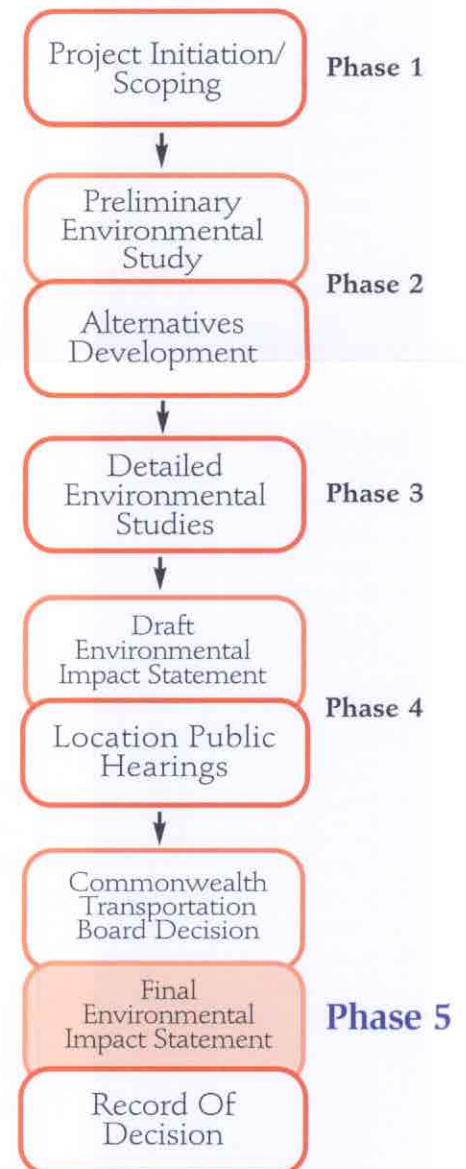 Project Initiation/
Scoping
Phase 1
Preliminary
Environmental
Study
Phase 2
Alternatives
Development
Detailed
Environmental
Studies
Phase 3
Draft
Environmental
Impact Statement
Phase 4
Location Public
Hearings
Commonwealth
Transportation
Board Decision
Final
Environmental
Impact Statement
Phase 5
Record Of
Decision